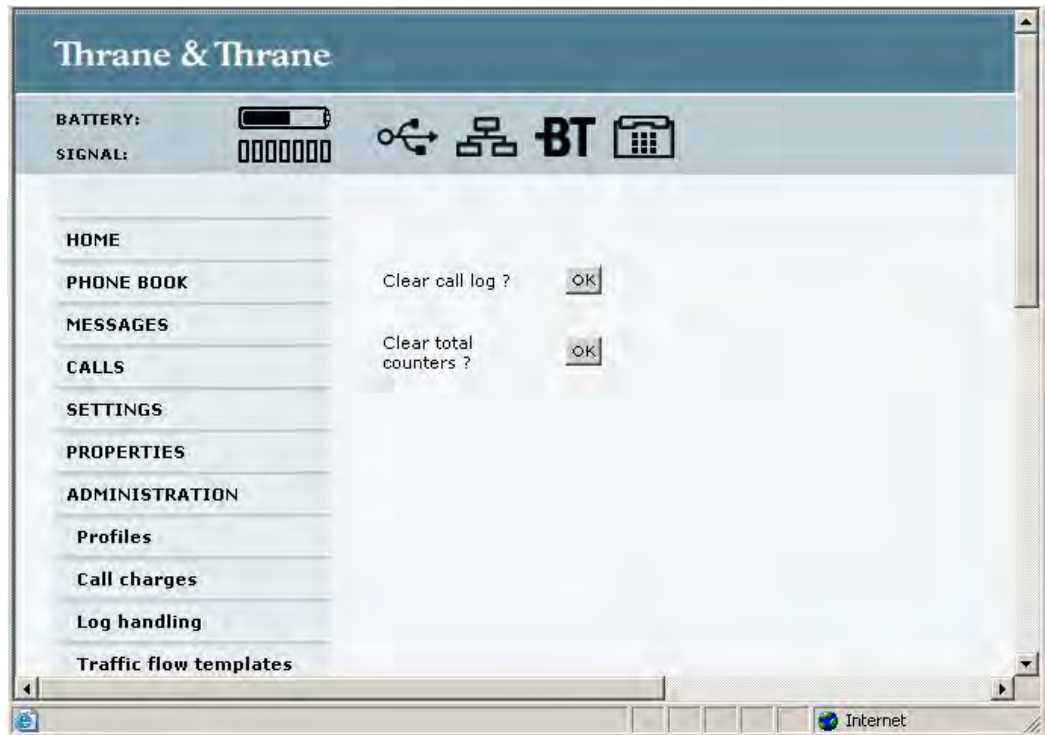 Thrane & Thrane
BATTERY:
SIGNAL:
BT
HOME
PHONE BOOK
MESSAGES
CALLS
SETTINGS
PROPERTIES
ADMINISTRATION
Profiles
Call charges
Log handling
Traffic flow templates
Clear call log ?
OK
Clear total
counters ?
OK
Internet